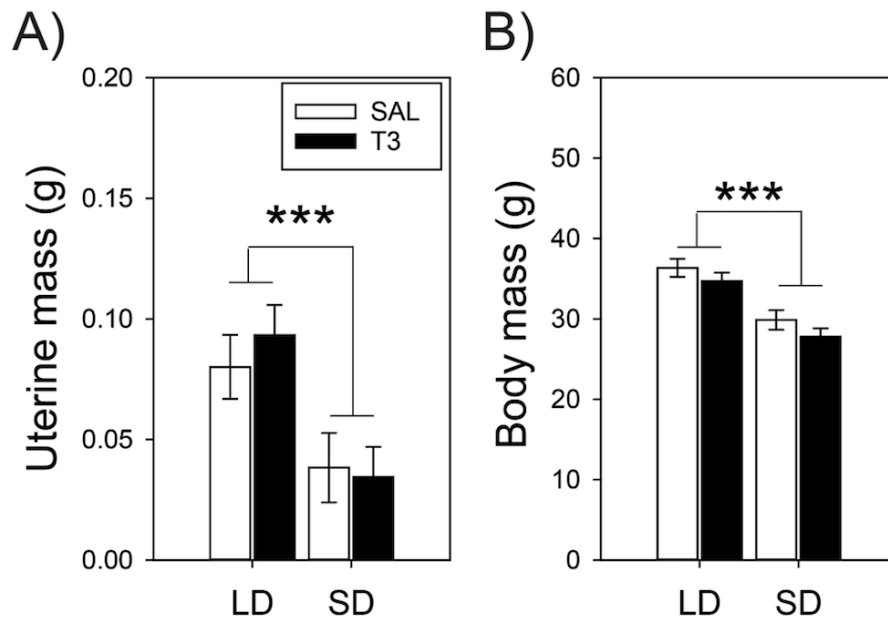 A)
Uterine mass (g)
0.20
0.15
0.10
0.05
0.00
SAL
T3
***
LD SD
B)
Body mass (g)
60
50
40
30
20
10
0
***
LD SD